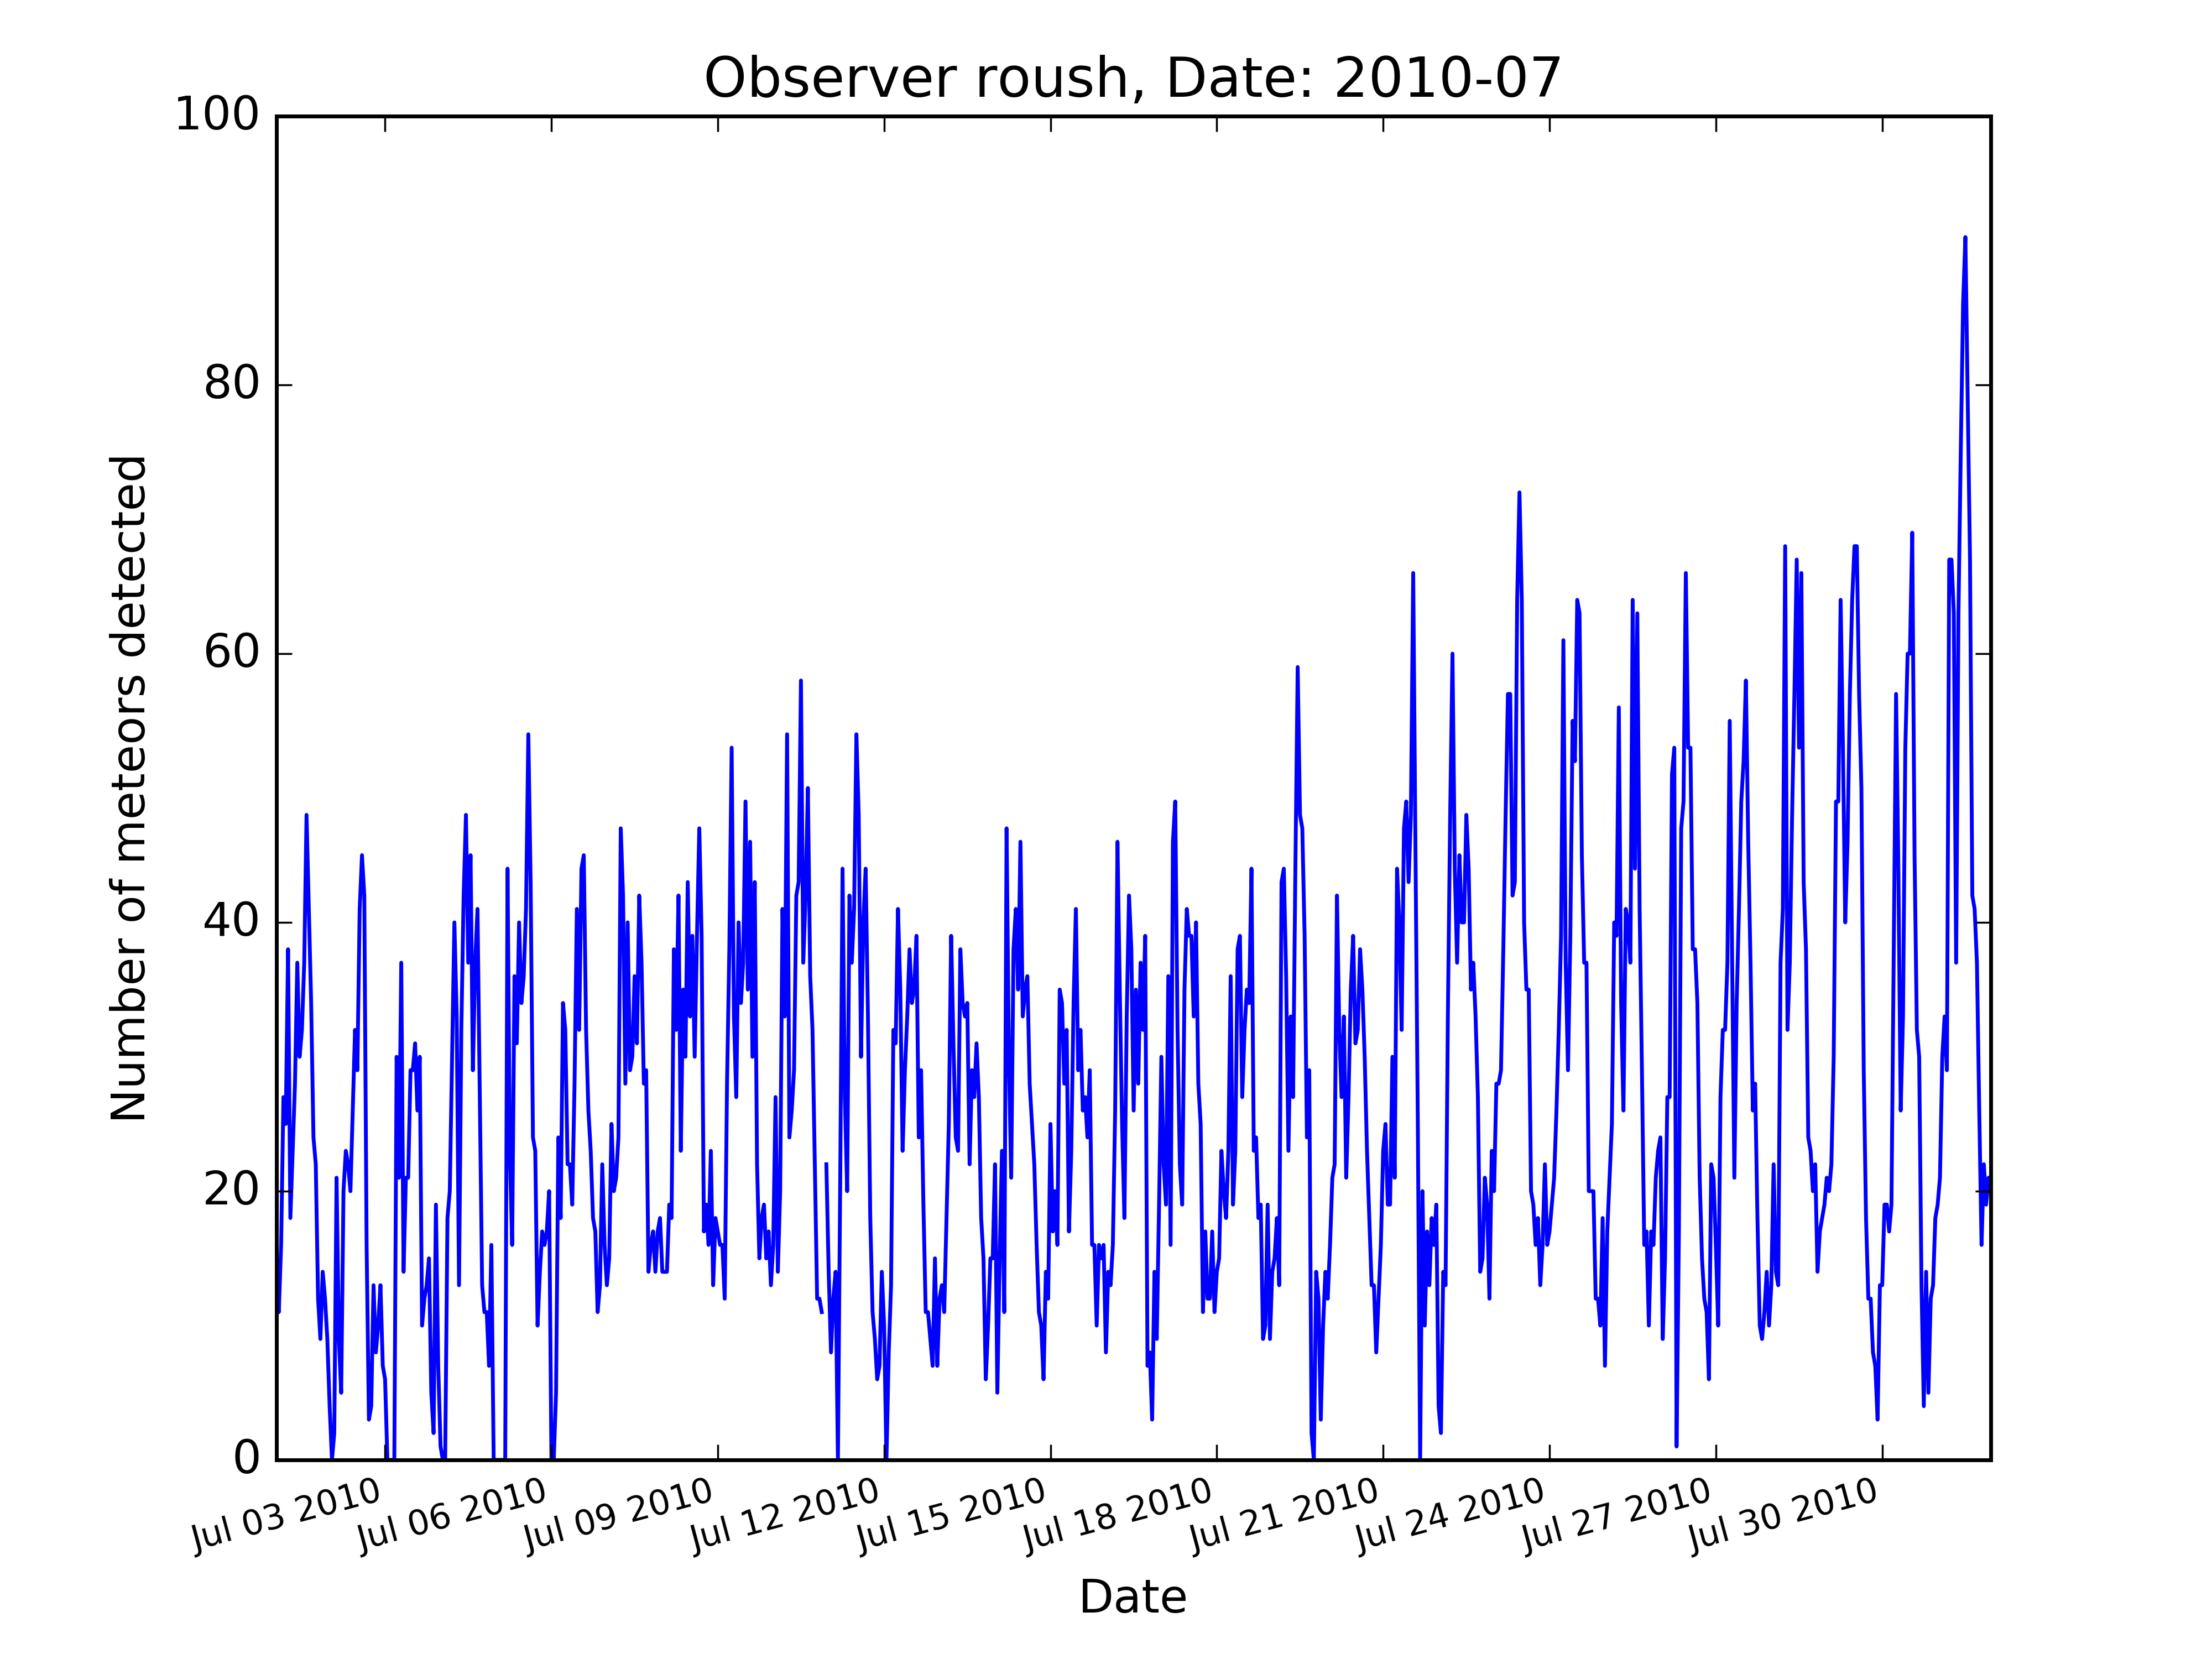 Observer roush, Date: 2010-07
100
80
60
40
20
0
Number of meteors detected
Jul 03 2010
Jul 06 2010
Jul 09 2010
Jul 12 2010
Jul 15 2010
Jul 18 2010
Jul 21 2010
Jul 24 2010
Jul 27 2010
Jul 30 2010
Date